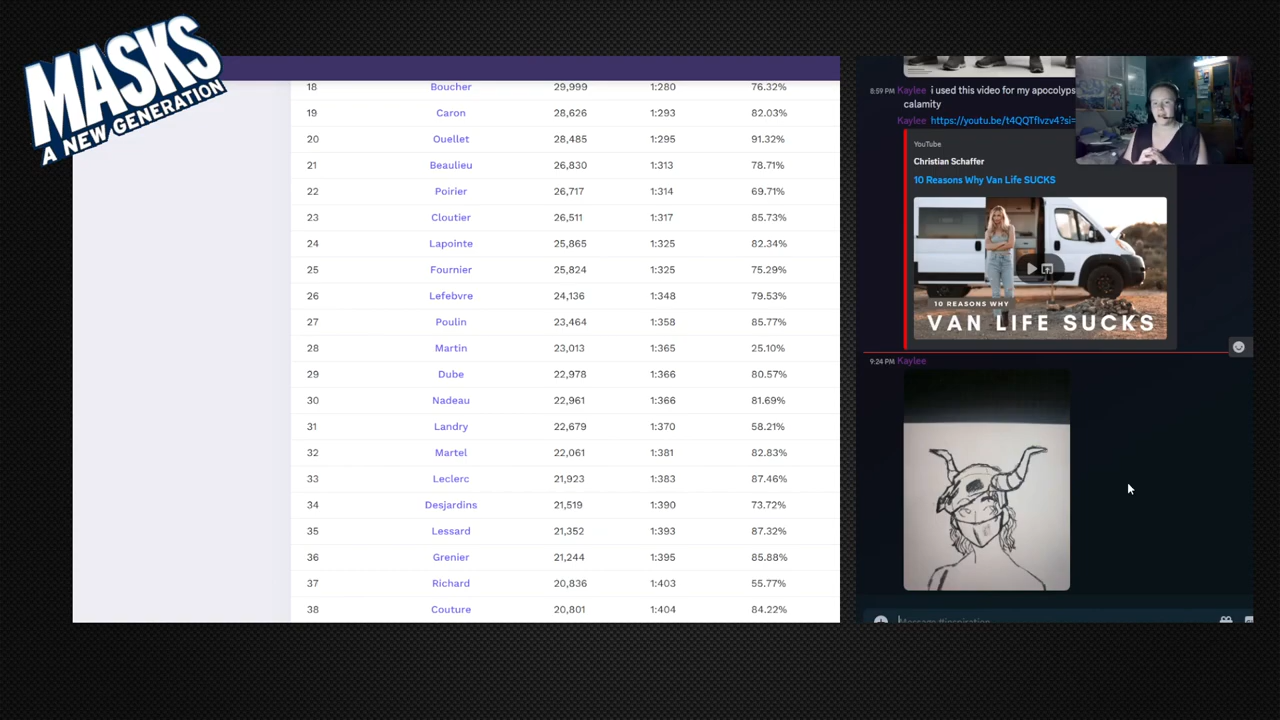 MASKS
A NEW GENERATION
18 Boucher 29,999 1:280 76.32%
19 Caron 28,626 1:293 82.03%
20 Ouellet 28,485 1:295 91.32%
21 Beaulieu 26,830 1:313 78.71%
22 Poirier 26,717 1:314 69.71%
23 Cloutier 26,511 1:317 85.73%
24 Lapointe 25,865 1:325 82.34%
25 Fournier 25,824 1:325 75.29%
26 Lefebvre 24,136 1:348 79.53%
27 Poulin 23,464 1:358 85.77%
28 Martin 23,013 1:365 25.10%
29 Dube 22,978 1:366 80.57%
30 Nadeau 22,961 1:366 81.69%
31 Landry 22,679 1:370 58.21%
32 Martel 22,061 1:381 82.83%
33 Leclerc 21,923 1:383 87.46%
34 Desjardins 21,519 1:390 73.72%
35 Lessard 21,352 1:393 87.32%
36 Grenier 21,244 1:395 85.88%
37 Richard 20,836 1:403 55.77%
38 Couture 20,801 1:404 84.22%
8:59 PM Kaylee i used this video for my apocolyps
calamity
Kaylee https://youtu.be/t4QQTfIvzv4?si=
YouTube
Christian Schaffer
10 Reasons Why Van Life SUCKS
10 REASONS WHY
VAN LIFE SUCKS
9:24 PM Kaylee
Message #inspiration